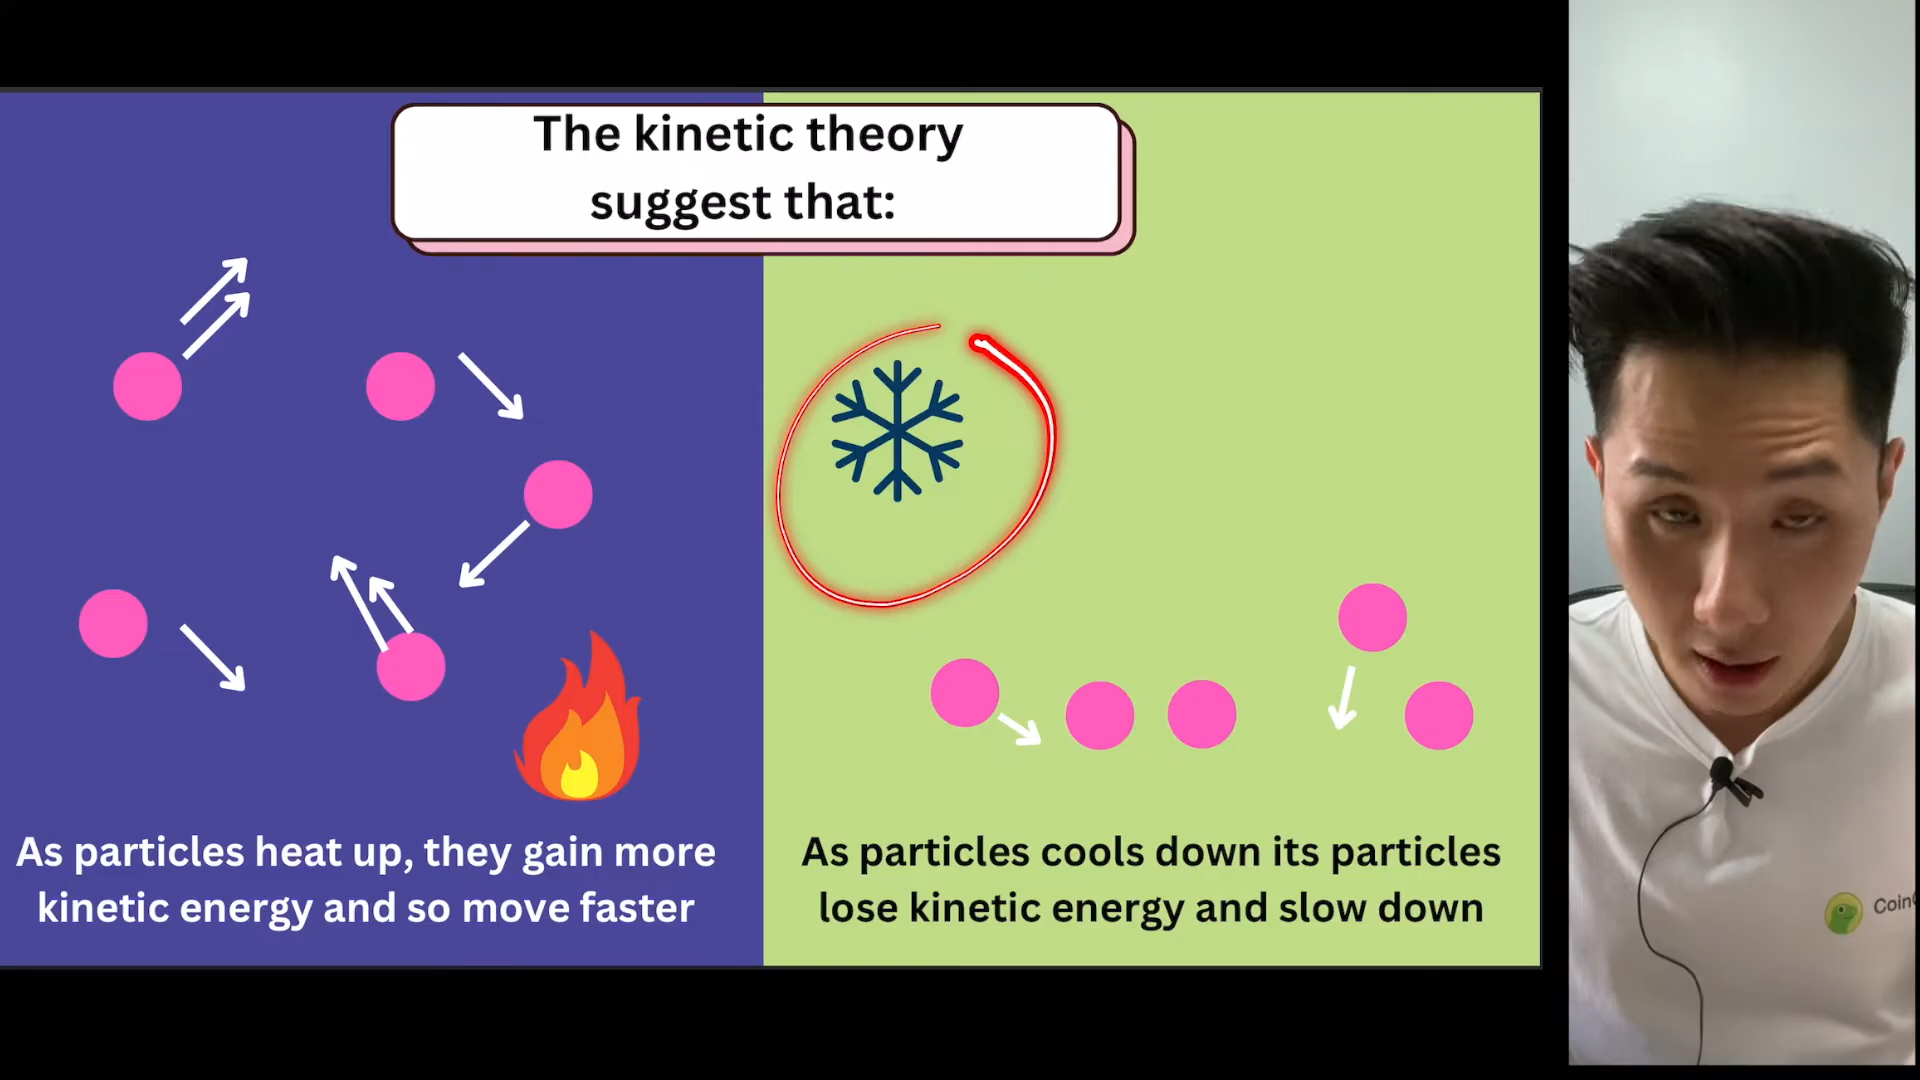 The kinetic theory
suggest that:
As particles heat up, they gain more
kinetic energy and so move faster
As particles cools down its particles
lose kinetic energy and slow down